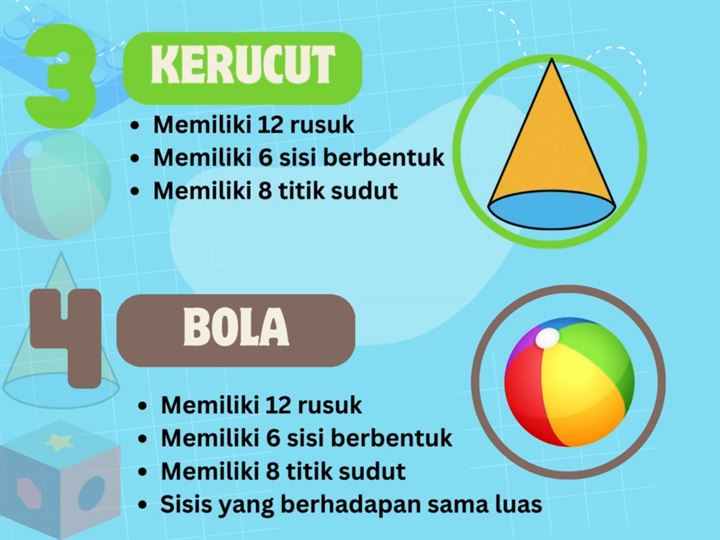 3
KERUCUT
• Memiliki 12 rusuk
• Memiliki 6 sisi berbentuk
• Memiliki 8 titik sudut
4
BOLA
• Memiliki 12 rusuk
• Memiliki 6 sisi berbentuk
• Memiliki 8 titik sudut
• Sisis yang berhadapan sama luas